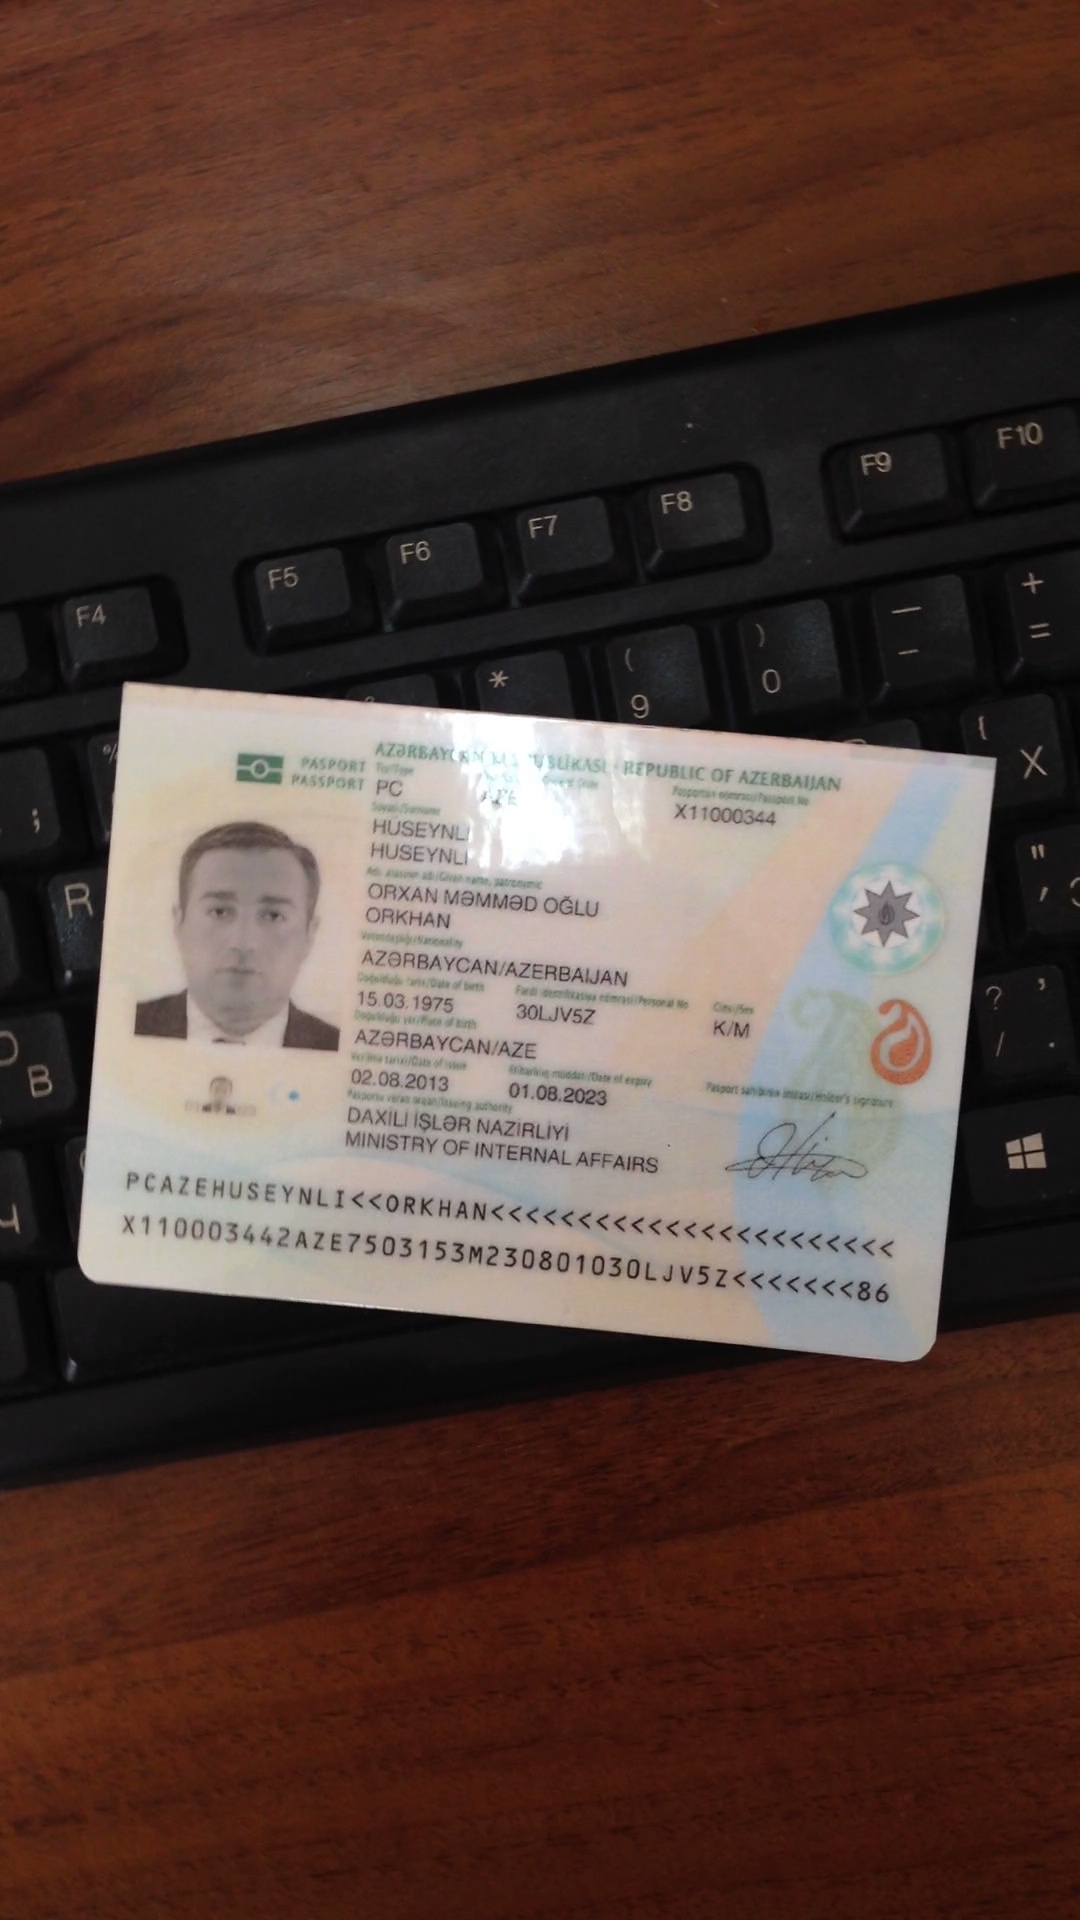 F4 F5 F6 F7 F8 F9 F10
* ( 9 ) 0 + =
X
R
B
PASPORT AZƏRBAYCAN REPUBLIC OF AZERBAIJAN
PASSPORT Tipi/Type
PC AZE
Pasportun nömrəsi/Passport No
X11000344
Soyadı/Surname
HUSEYNLI
HUSEYNLI
Adı, atasının adı/Given name, patronymic
ORXAN MƏMMƏD OĞLU
ORKHAN
Vətəndaşlığı/Nationality
AZƏRBAYCAN/AZERBAIJAN
Doğulduğu tarix/Date of birth Fərdi identifikasiya nömrəsi/Personal No Cinsi/Sex
15.03.1975 30LJV5Z K/M
Doğulduğu yer/Place of birth
AZƏRBAYCAN/AZE
Verilmə tarixi/Date of issue Etibarlılıq müddəti/Date of expiry Pasport sahibinin imzası/Holder's signature
02.08.2013 01.08.2023
Pasportu verən orqan/Issuing authority
DAXILI IŞLƏR NAZIRLIYI
MINISTRY OF INTERNAL AFFAIRS
PCAZEHUSEYNLI<<ORKHAN<<<<<<<<<<<<<<<<<<<<<<<
X110003442AZE7503153M230801030LJV5Z<<<<<<<86